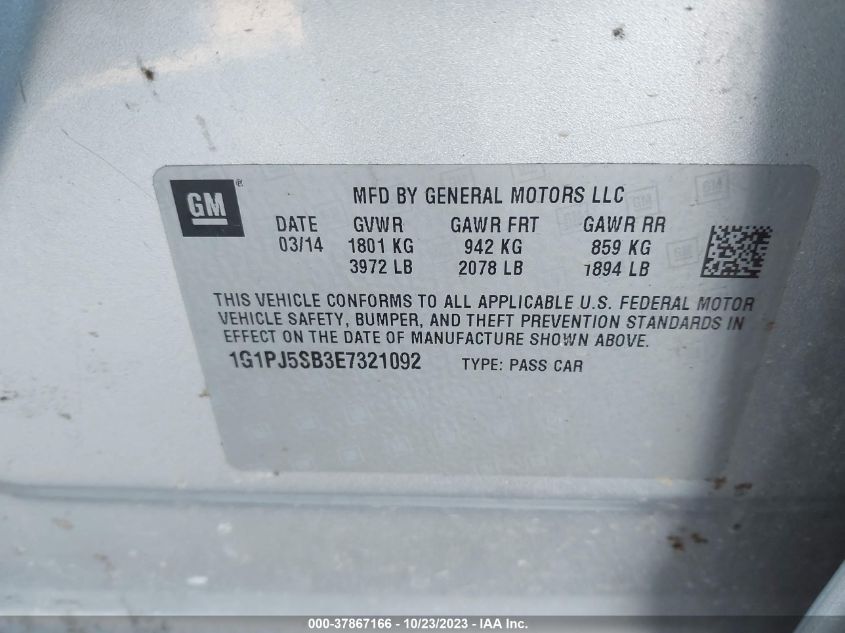 GM®
MFD BY GENERAL MOTORS LLC
DATE GVWR GAWR FRT GAWR RR
03/14 1801 KG 942 KG 859 KG
3972 LB 2078 LB 1894 LB
THIS VEHICLE CONFORMS TO ALL APPLICABLE U.S. FEDERAL MOTOR
VEHICLE SAFETY, BUMPER, AND THEFT PREVENTION STANDARDS IN
EFFECT ON THE DATE OF MANUFACTURE SHOWN ABOVE.
1G1PJ5SB3E7321092 TYPE: PASS CAR
000-37867166 - 10/23/2023 - IAA Inc.